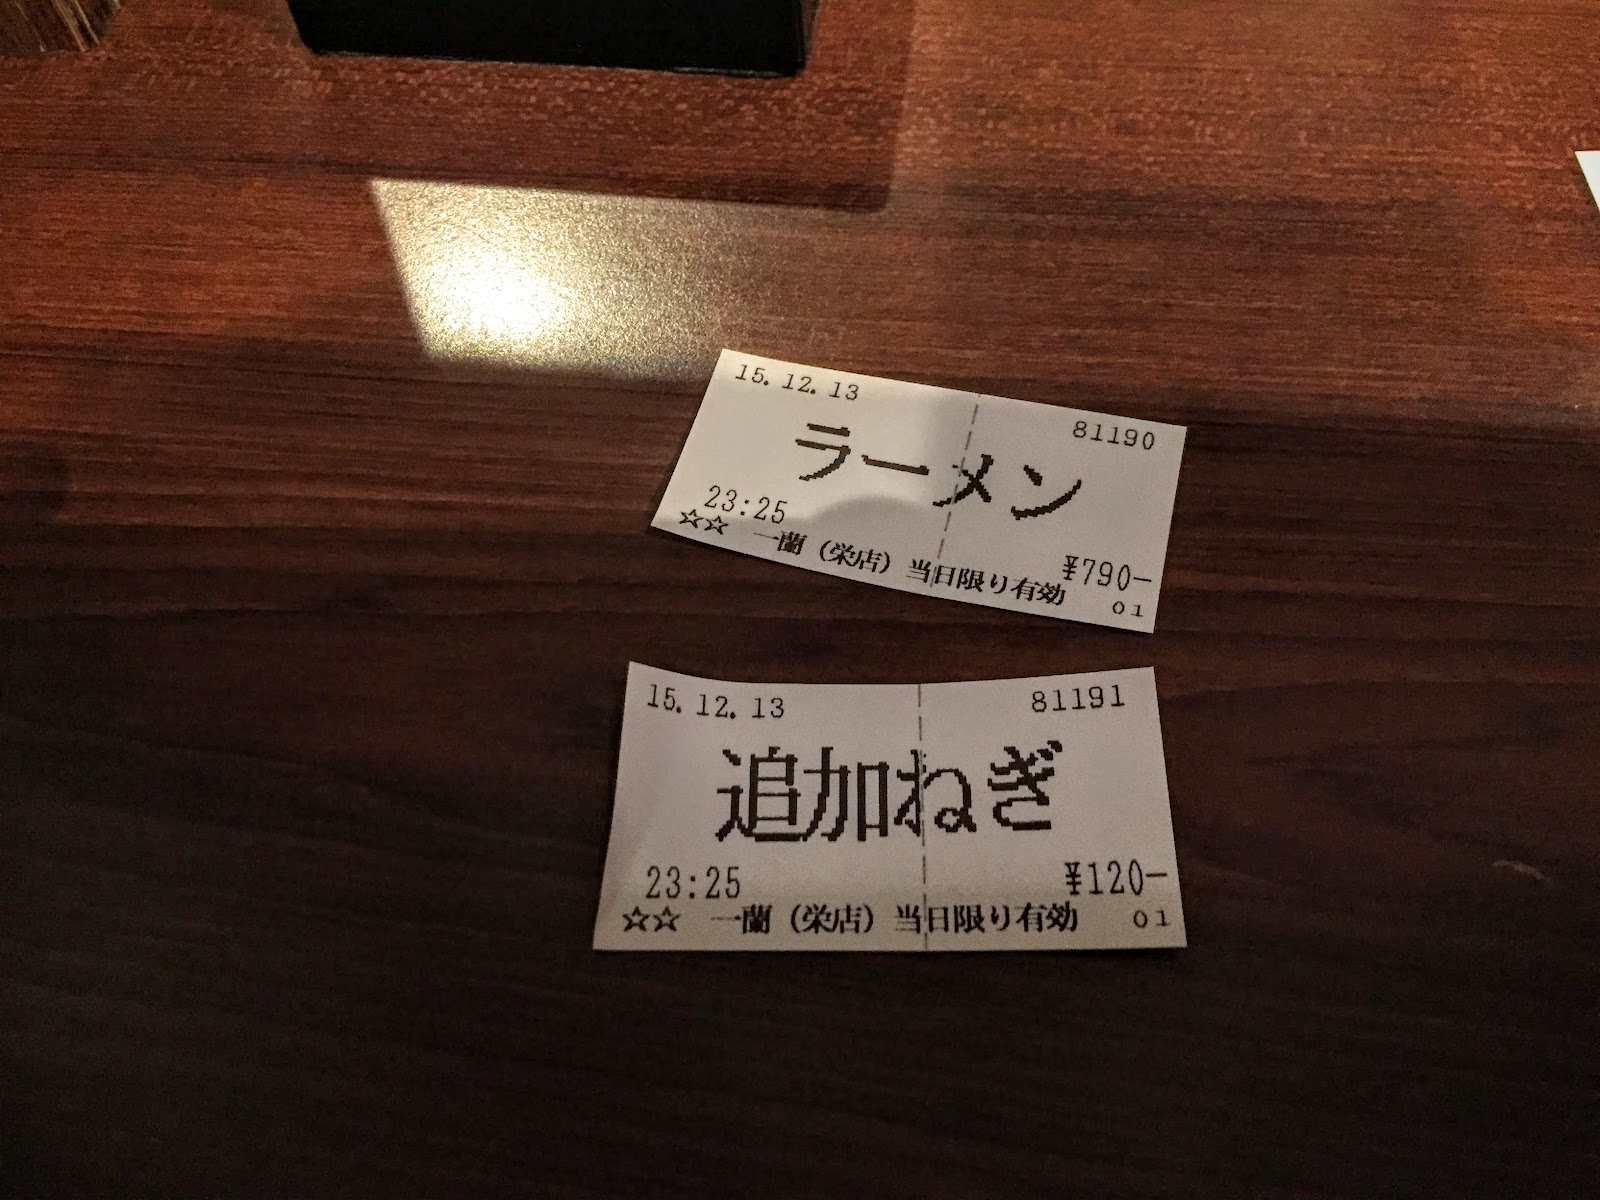 15.12.13 81190
ラーメン
23:25 ¥790-
☆☆ 一蘭（栄店）当日限り有効 01
15.12.13 81191
追加ねぎ
23:25 ¥120-
☆☆ 一蘭（栄店）当日限り有効 01